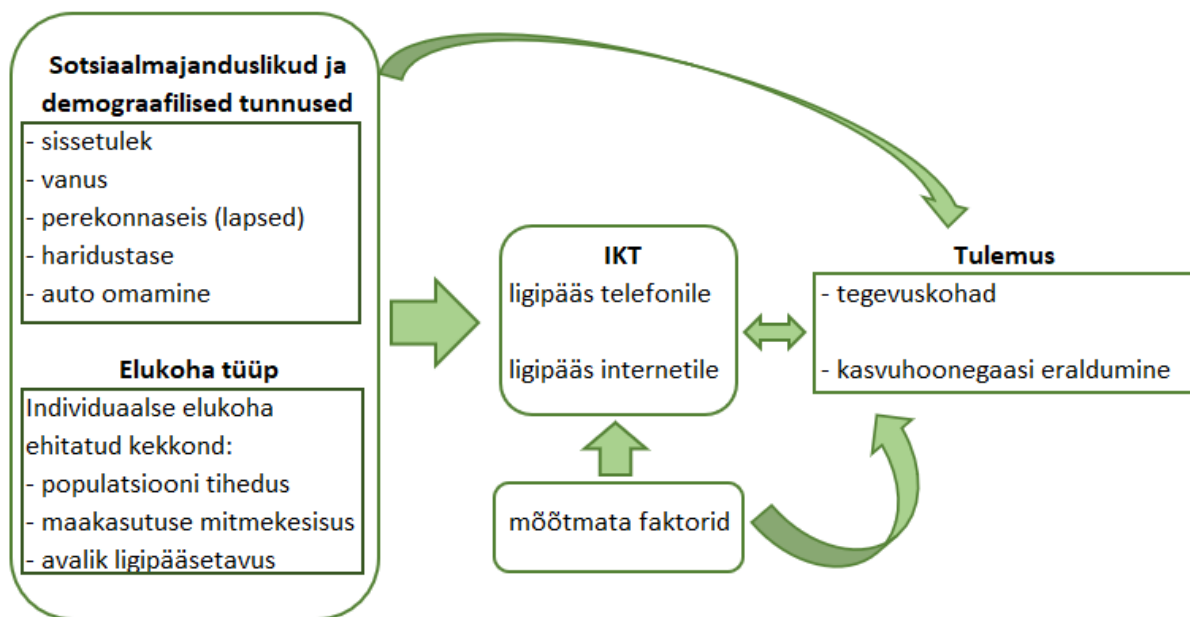 Sotsiaalmajanduslikud ja
demograafilised tunnused
- sissetulek
- vanus
- perekonnaseis (lapsed)
- haridustase
- auto omamine
Elukoha tüüp
Individuaalse elukoha
ehitatud kekkond:
- populatsiooni tihedus
- maakasutuse mitmekesisus
- avalik ligipääsetavus
IKT
ligipääs telefonile
ligipääs internetile
mõõtmata faktorid
Tulemus
- tegevuskohad
- kasvuhoonegaasi eraldumine